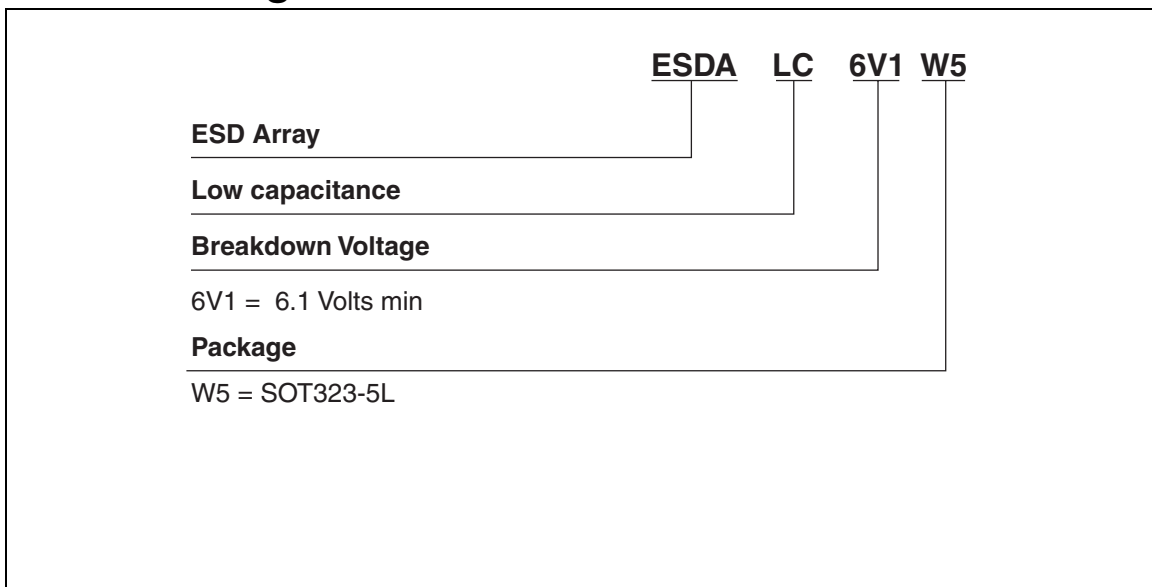 ESDA LC 6V1 W5
ESD Array
Low capacitance
Breakdown Voltage
6V1 = 6.1 Volts min
Package
W5 = SOT323-5L